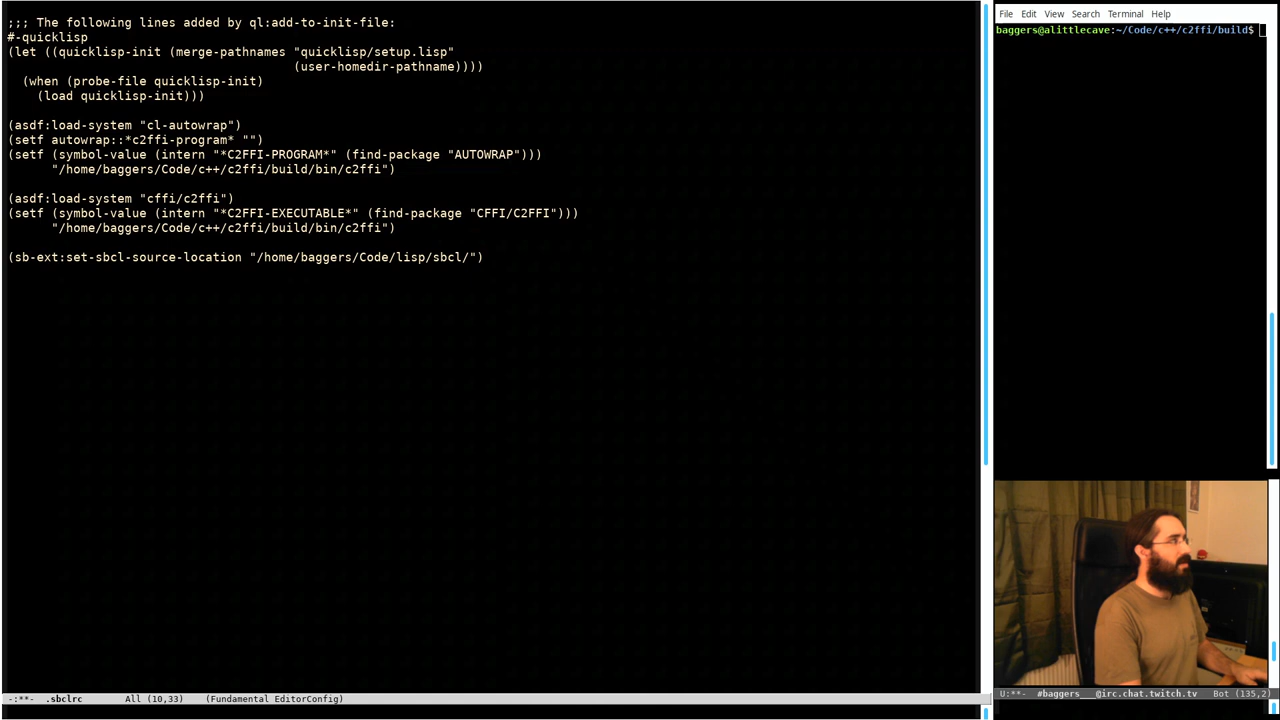 ;;; The following lines added by ql:add-to-init-file:
#-quicklisp
(let ((quicklisp-init (merge-pathnames "quicklisp/setup.lisp"
                                       (user-homedir-pathname))))
  (when (probe-file quicklisp-init)
    (load quicklisp-init)))
(asdf:load-system "cl-autowrap")
(setf autowrap::*c2ffi-program* "")
(setf (symbol-value (intern "*C2FFI-PROGRAM*" (find-package "AUTOWRAP")))
      "/home/baggers/Code/c++/c2ffi/build/bin/c2ffi")
(asdf:load-system "cffi/c2ffi")
(setf (symbol-value (intern "*C2FFI-EXECUTABLE*" (find-package "CFFI/C2FFI")))
      "/home/baggers/Code/c++/c2ffi/build/bin/c2ffi")
(sb-ext:set-sbcl-source-location "/home/baggers/Code/lisp/sbcl/")
-:**-  .sbclrc      All (10,33)    (Fundamental EditorConfig)
File Edit View Search Terminal Help
baggers@alittlecave:~/Code/c++/c2ffi/build$
U:**-  #baggers___@irc.chat.twitch.tv  Bot (135,2)